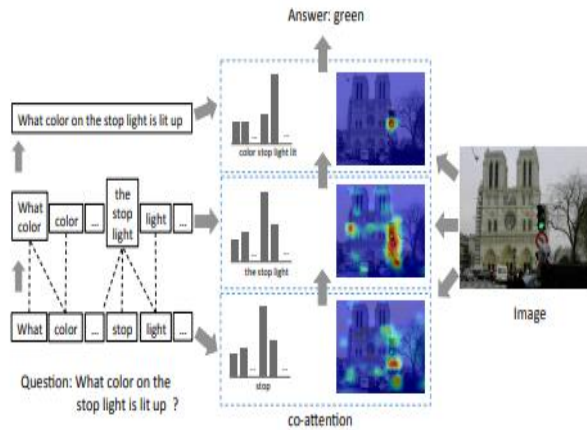 Answer: green
What color on the stop light is lit up
... ...
color stop light lit
What color
color
...
the stop light
light
...
... ...
the stop light
What
color
...
stop
light
...
... ...
stop
Image
Question: What color on the
stop light is lit up ?
co-attention